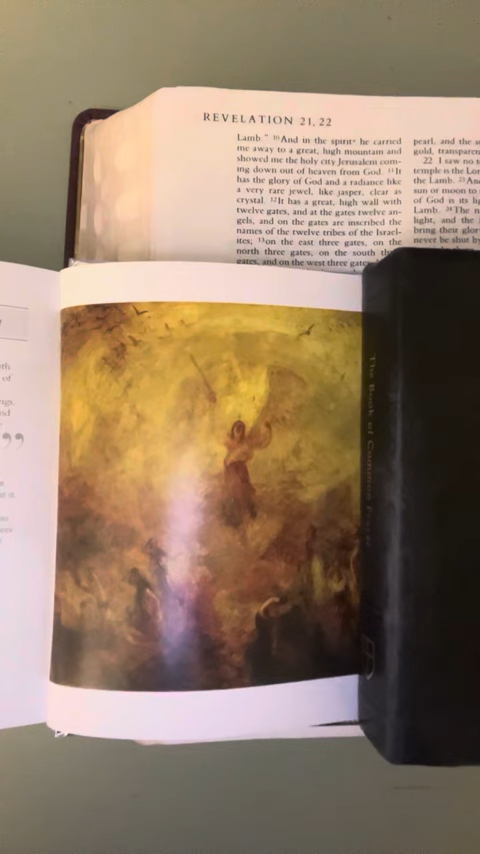 REVELATION 21, 22
Lamb." 10And in the spirit a he carried
me away to a great, high mountain and
showed me the holy city Jerusalem com-
ing down out of heaven from God. 11It
has the glory of God and a radiance like
a very rare jewel, like jasper, clear as
crystal. 12It has a great, high wall with
twelve gates, and at the gates twelve an-
gels, and on the gates are inscribed the
names of the twelve tribes of the Israel-
ites; 13on the east three gates, on the
north three gates, on the south
gates, and on the west three gates
pearl, and the
gold, transparen
22 I saw no
temple is the Lor
the Lamb. 23An
sun or moon to
of God is its
Lamb. 24The n
light, and the
bring their glor
never be shut
The Book of Common Prayer